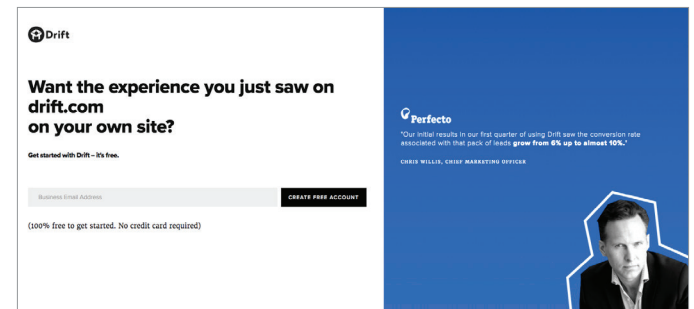 Drift
Want the experience you just saw on
drift.com
on your own site?
Get started with Drift – it's free.
Business Email Address
CREATE FREE ACCOUNT
(100% free to get started. No credit card required)
Perfecto
"Our initial results in our first quarter of using Drift saw the conversion rate
associated with that pack of leads grow from 6% up to almost 10%."
CHRIS WILLIS, CHIEF MARKETING OFFICER